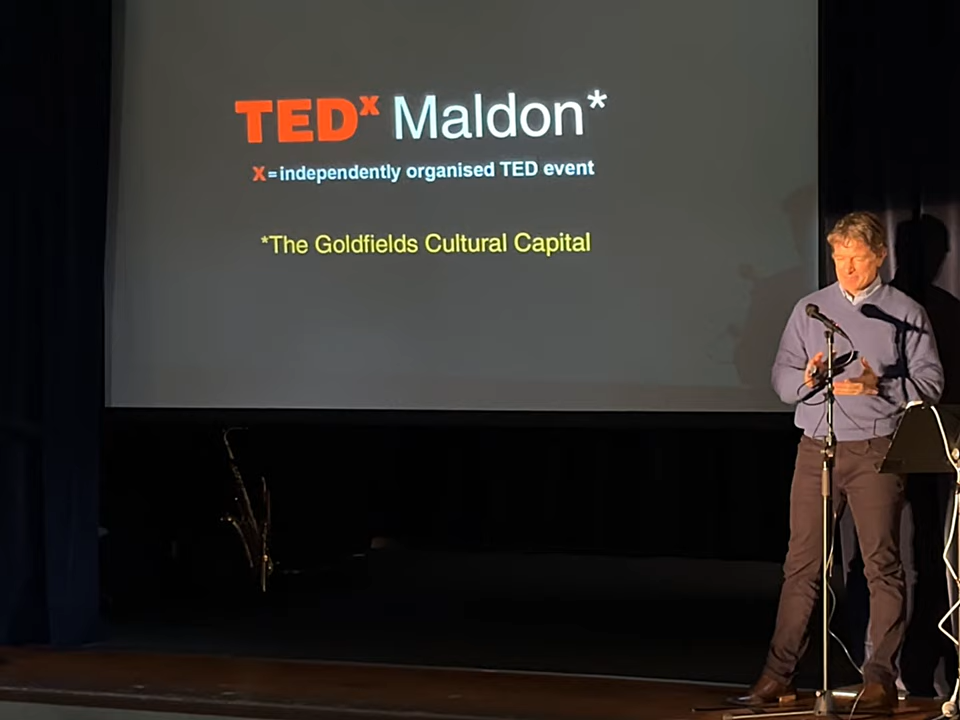 TEDx Maldon*
x=independently organised TED event
*The Goldfields Cultural Capital